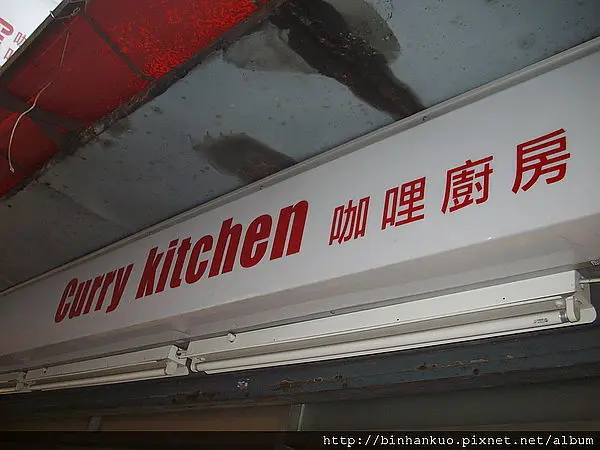 Curry kitchen 咖哩廚房
http://binhankuo.pixnet.net/album